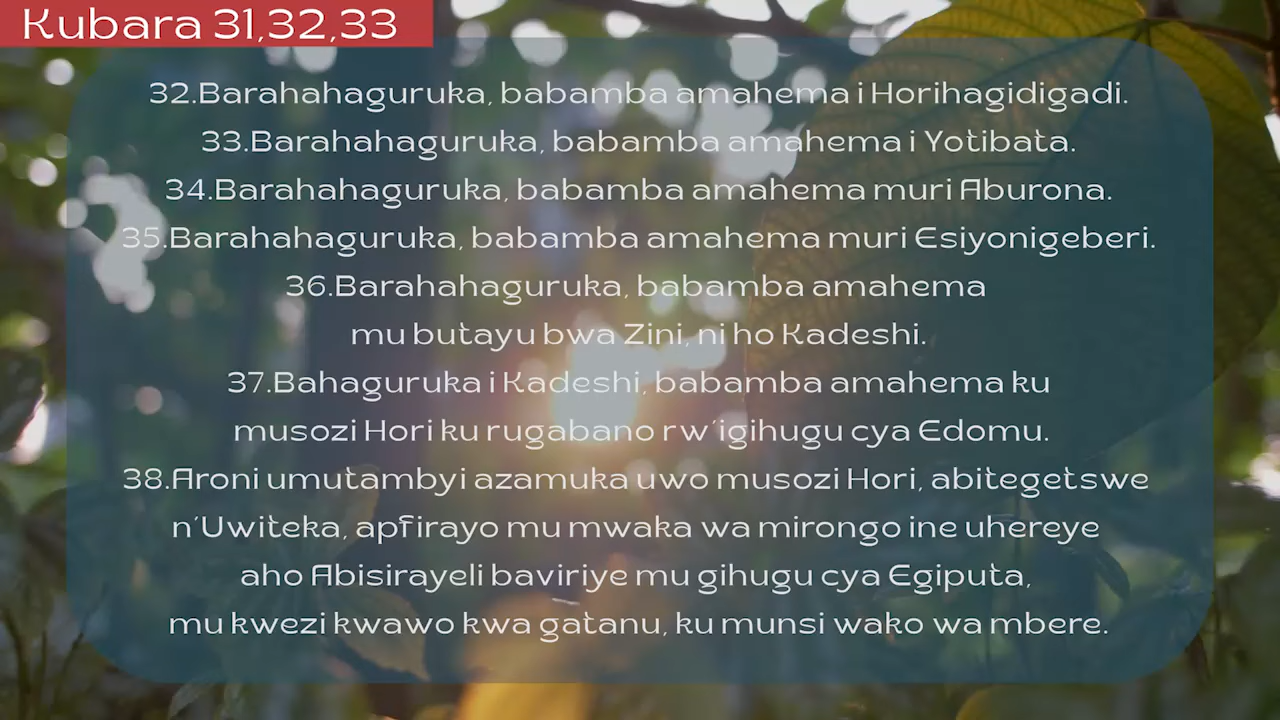 Kubara 31,32,33
32.Barahahaguruka, babamba amahema i Horihagidigadi.
33.Barahahaguruka, babamba amahema i Yotibata.
34.Barahahaguruka, babamba amahema muri Aburona.
35.Barahahaguruka, babamba amahema muri Esiyonigeberi.
36.Barahahaguruka, babamba amahema
mu butayu bwa Zini, ni ho Kadeshi.
37.Bahaguruka i Kadeshi, babamba amahema ku
musozi Hori ku rugabano rw'igihugu cya Edomu.
38.Aroni umutambyi azamuka uwo musozi Hori, abitegetswe
n'Uwiteka, apfirayo mu mwaka wa mirongo ine uhereye
aho Abisirayeli baviriye mu gihugu cya Egiputa,
mu kwezi kwawo kwa gatanu, ku munsi wako wa mbere.